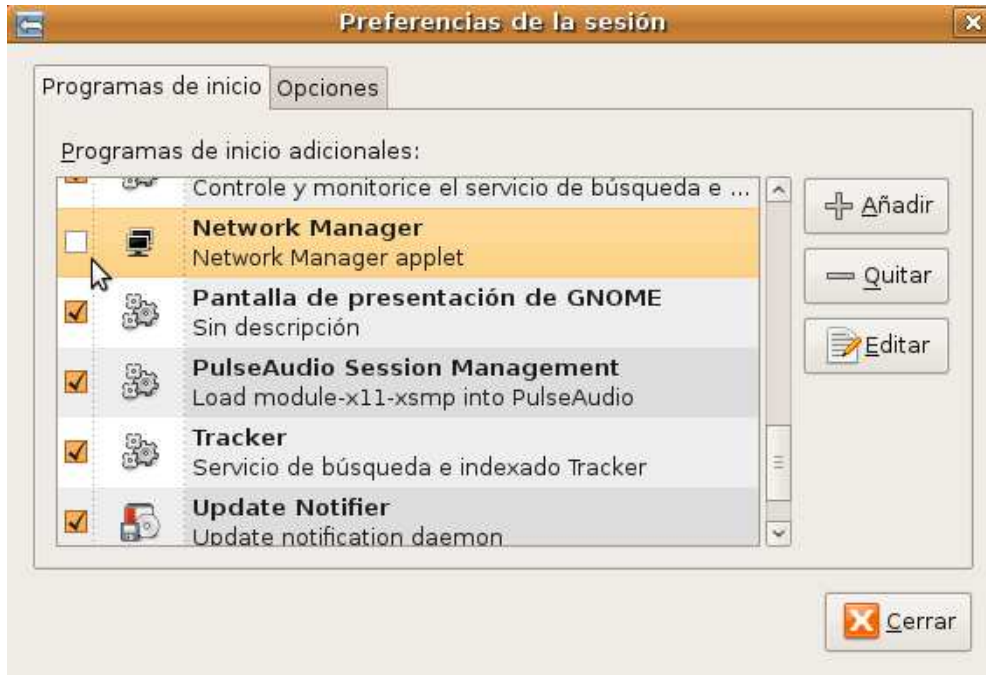 Preferencias de la sesión
Programas de inicio
Opciones
Programas de inicio adicionales:
Controle y monitorice el servicio de búsqueda e ...
Network Manager
Network Manager applet
Pantalla de presentación de GNOME
Sin descripción
PulseAudio Session Management
Load module-x11-xsmp into PulseAudio
Tracker
Servicio de búsqueda e indexado Tracker
Update Notifier
Update notification daemon
Añadir
Quitar
Editar
Cerrar